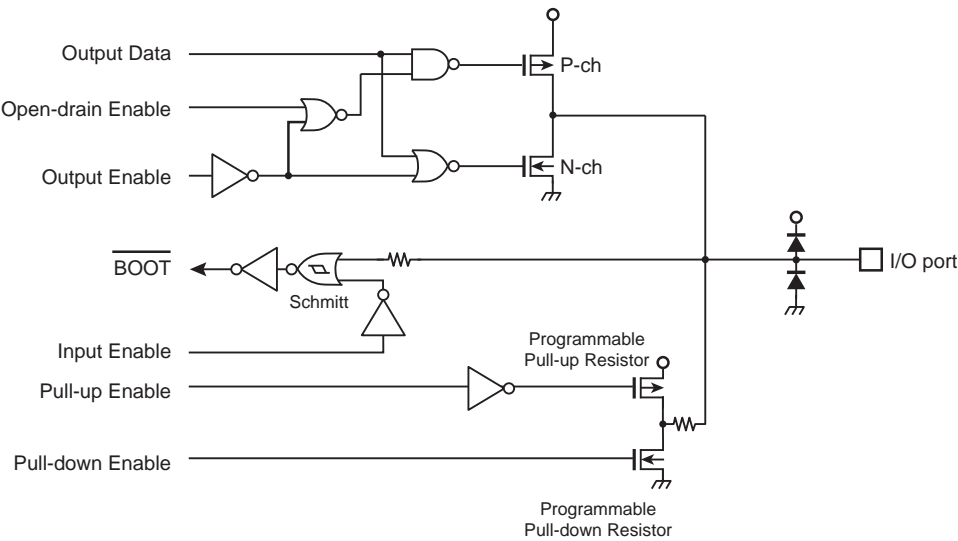 Output Data
P-ch
Open-drain Enable
Output Enable
N-ch
BOOT
I/O port
Schmitt
Input Enable
Programmable
Pull-up Resistor
Pull-up Enable
Pull-down Enable
Programmable
Pull-down Resistor